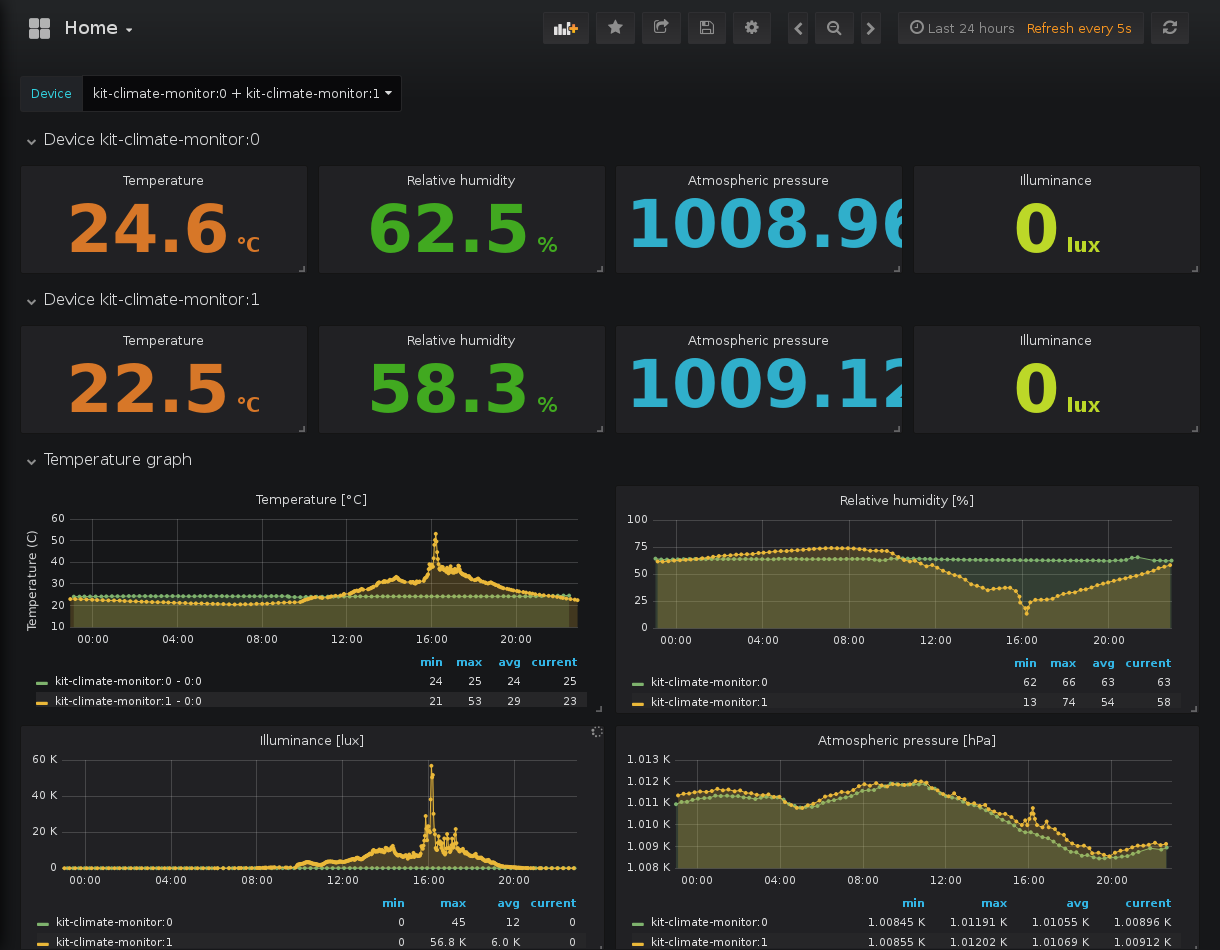 Home
Last 24 hours Refresh every 5s
Device kit-climate-monitor:0 + kit-climate-monitor:1
Device kit-climate-monitor:0
Temperature Relative humidity Atmospheric pressure Illuminance
24.6 °C 62.5 % 1008.96 0 lux
Device kit-climate-monitor:1
Temperature Relative humidity Atmospheric pressure Illuminance
22.5 °C 58.3 % 1009.12 0 lux
Temperature graph
Temperature [°C]
Temperature (C)
60
50
40
30
20
10
00:00 04:00 08:00 12:00 16:00 20:00
min max avg current
kit-climate-monitor:0 - 0:0 24 25 24 25
kit-climate-monitor:1 - 0:0 21 53 29 23
Relative humidity [%]
100
75
50
25
0
00:00 04:00 08:00 12:00 16:00 20:00
min max avg current
kit-climate-monitor:0 62 66 63 63
kit-climate-monitor:1 13 74 54 58
Illuminance [lux]
60 K
40 K
20 K
0
00:00 04:00 08:00 12:00 16:00 20:00
min max avg current
kit-climate-monitor:0 0 45 12 0
kit-climate-monitor:1 0 56.8 K 6.0 K 0
Atmospheric pressure [hPa]
1.013 K
1.012 K
1.011 K
1.010 K
1.009 K
1.008 K
00:00 04:00 08:00 12:00 16:00 20:00
min max avg current
kit-climate-monitor:0 1.00845 K 1.01191 K 1.01055 K 1.00896 K
kit-climate-monitor:1 1.00855 K 1.01202 K 1.01069 K 1.00912 K